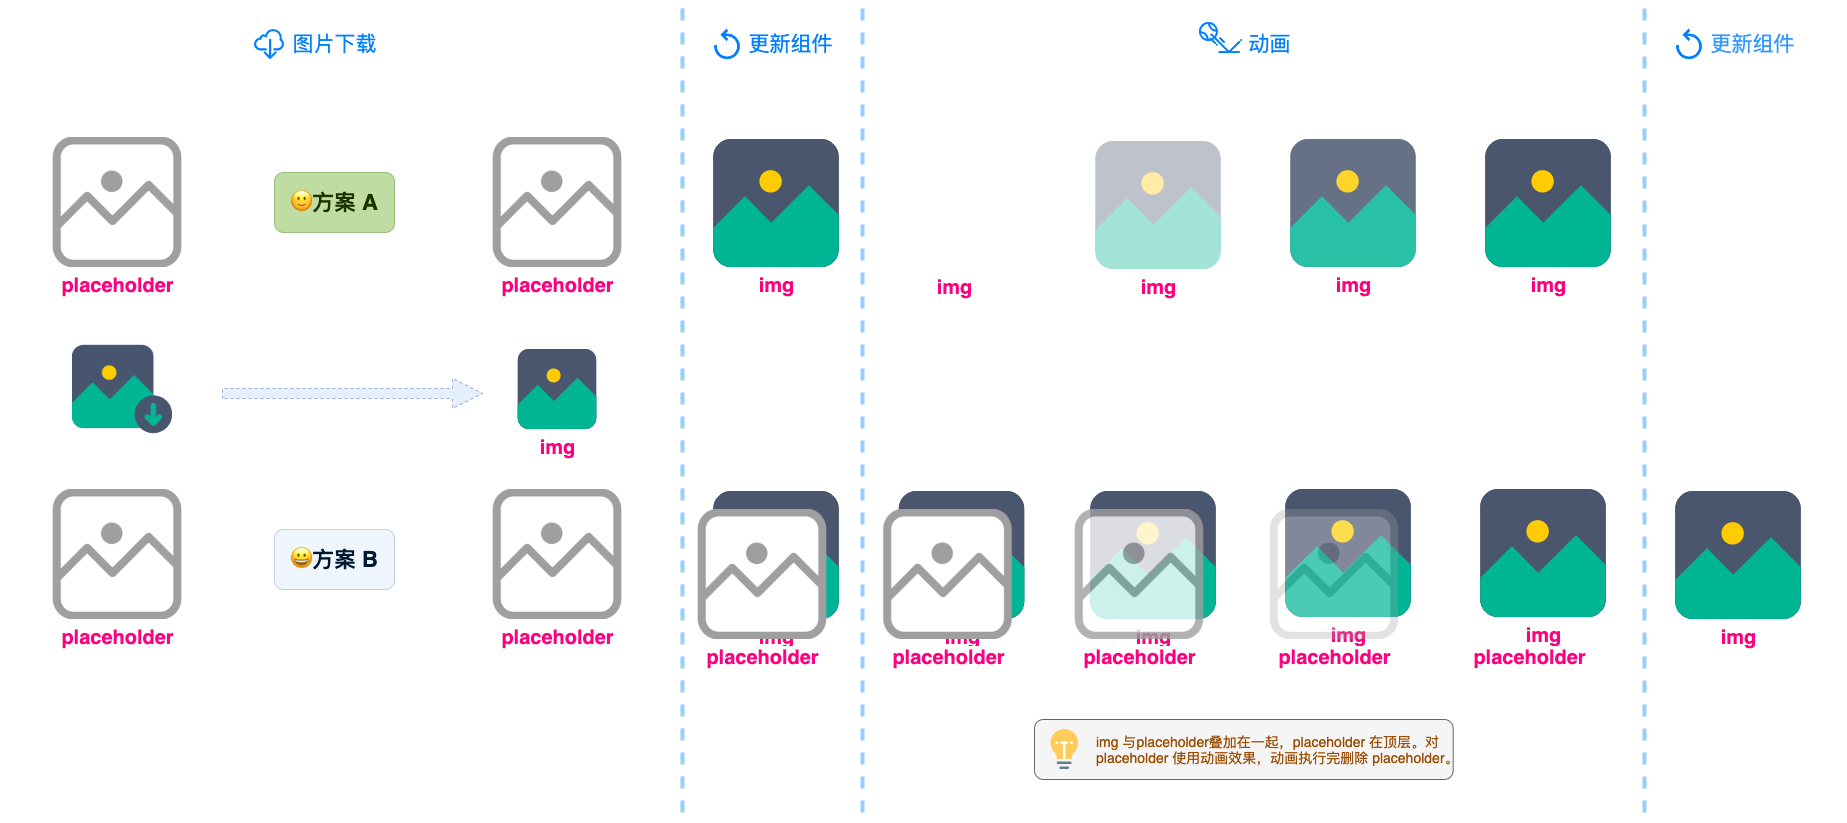 图片下载
更新组件
动画
更新组件
方案 A
placeholder
placeholder
img
img
img
img
img
img
方案 B
placeholder
placeholder
img
placeholder
img
placeholder
img
placeholder
img
placeholder
img
placeholder
img
img 与placeholder叠加在一起，placeholder 在顶层。对
placeholder 使用动画效果，动画执行完删除 placeholder。